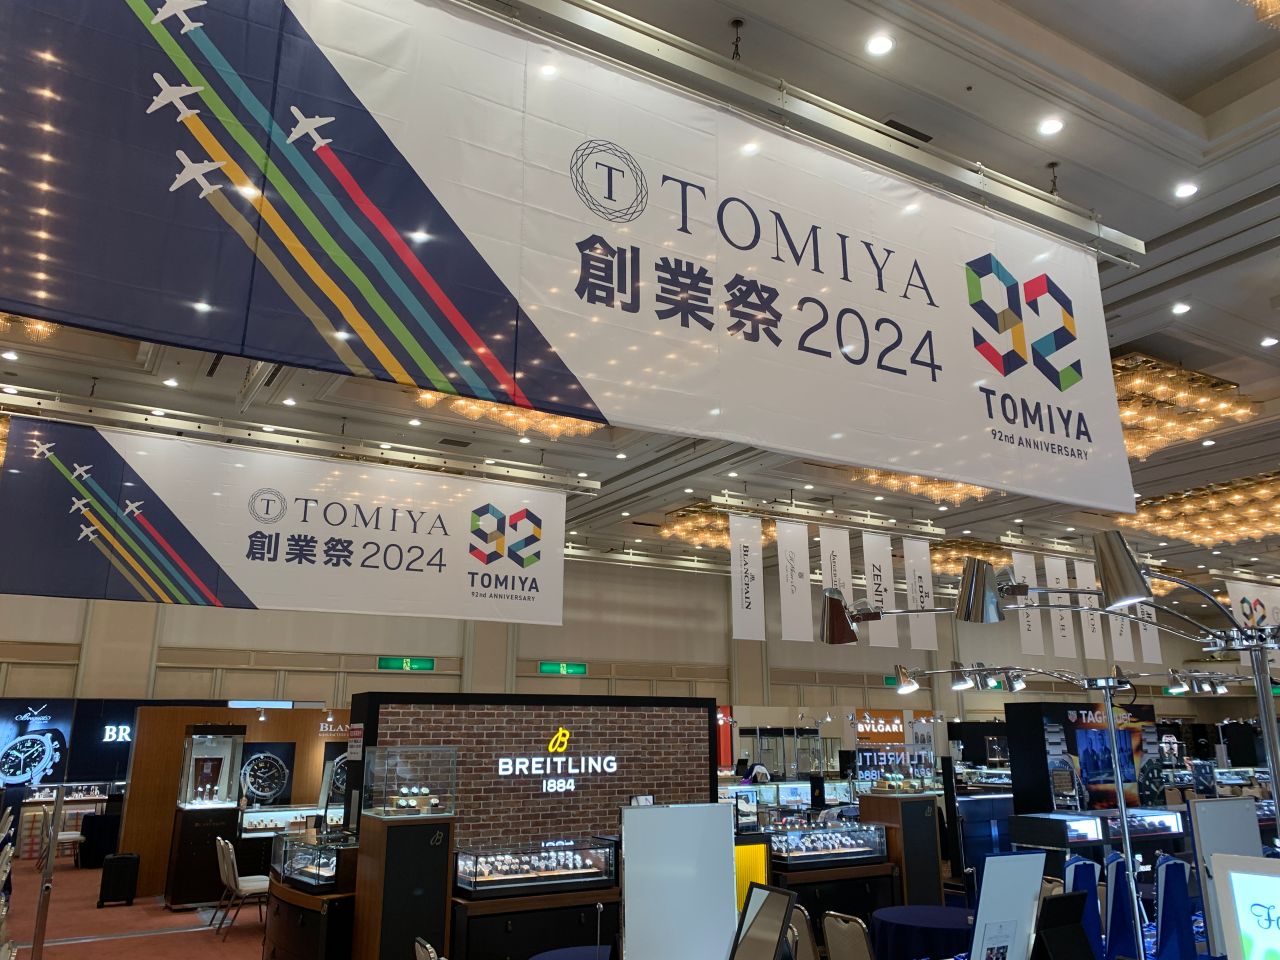 T TOMIYA
創業祭2024
92
TOMIYA
92nd ANNIVERSARY
T TOMIYA
創業祭2024
92
TOMIYA
92nd ANNIVERSARY
BLANCPAIN
ZENITH
BVLGARI
TAGHeuer
B
BREITLING
1884